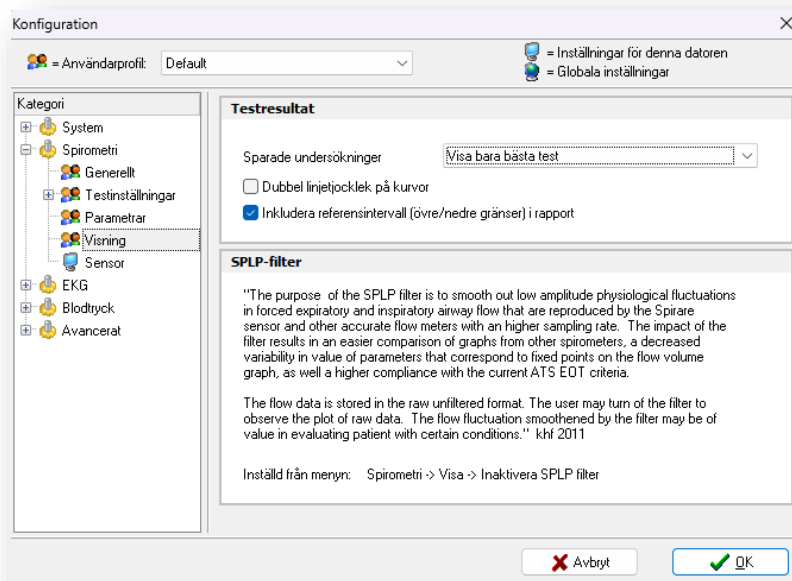 Konfiguration
= Användarprofil:
Default
= Inställningar för denna datoren
= Globala inställningar
Kategori
System
Spirometri
Generellt
Testinställningar
Parametrar
Visning
Sensor
EKG
Blodtryck
Avancerat
Testresultat
Sparade undersökningar
Visa bara bästa test
Dubbel linjetjocklek på kurvor
Inkludera referensintervall (övre/nedre gränser) i rapport
SPLP-filter
"The purpose of the SPLP filter is to smooth out low amplitude physiological fluctuations
in forced expiratory and inspiratory airway flow that are reproduced by the Spirare
sensor and other accurate flow meters with an higher sampling rate. The impact of the
filter results in an easier comparison of graphs from other spirometers, a decreased
variability in value of parameters that correspond to fixed points on the flow volume
graph, as well a higher compliance with the current ATS EOT criteria.
The flow data is stored in the raw unfiltered format. The user may turn of the filter to
observe the plot of raw data. The flow fluctuation smoothened by the filter may be of
value in evaluating patient with certain conditions." khf 2011
Inställd från menyn: Spirometri -> Visa -> Inaktivera SPLP filter
Avbryt
OK